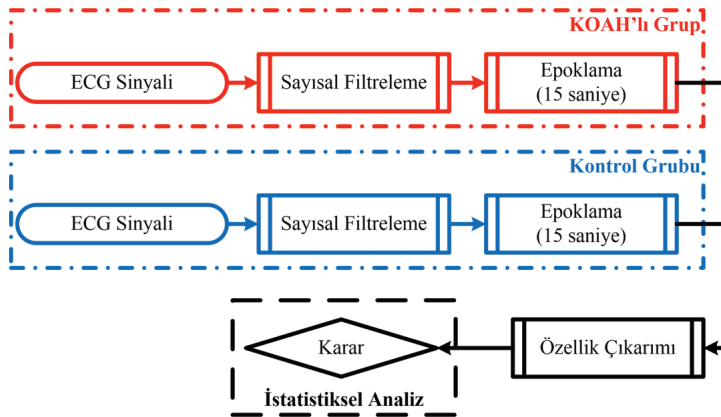 KOAH'lı Grup
ECG Sinyali
Sayısal Filtreleme
Epoklama
(15 saniye)
Kontrol Grubu
ECG Sinyali
Sayısal Filtreleme
Epoklama
(15 saniye)
Karar
Özellik Çıkarımı
İstatistiksel Analiz